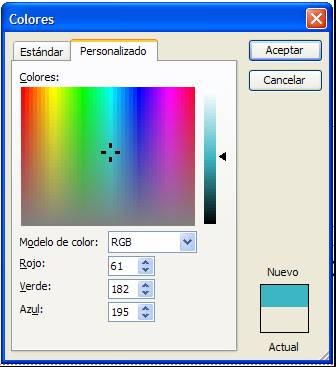 Colores
Estándar
Personalizado
Aceptar
Cancelar
Colores:
Modelo de color:
RGB
Rojo:
61
Verde:
182
Azul:
195
Nuevo
Actual